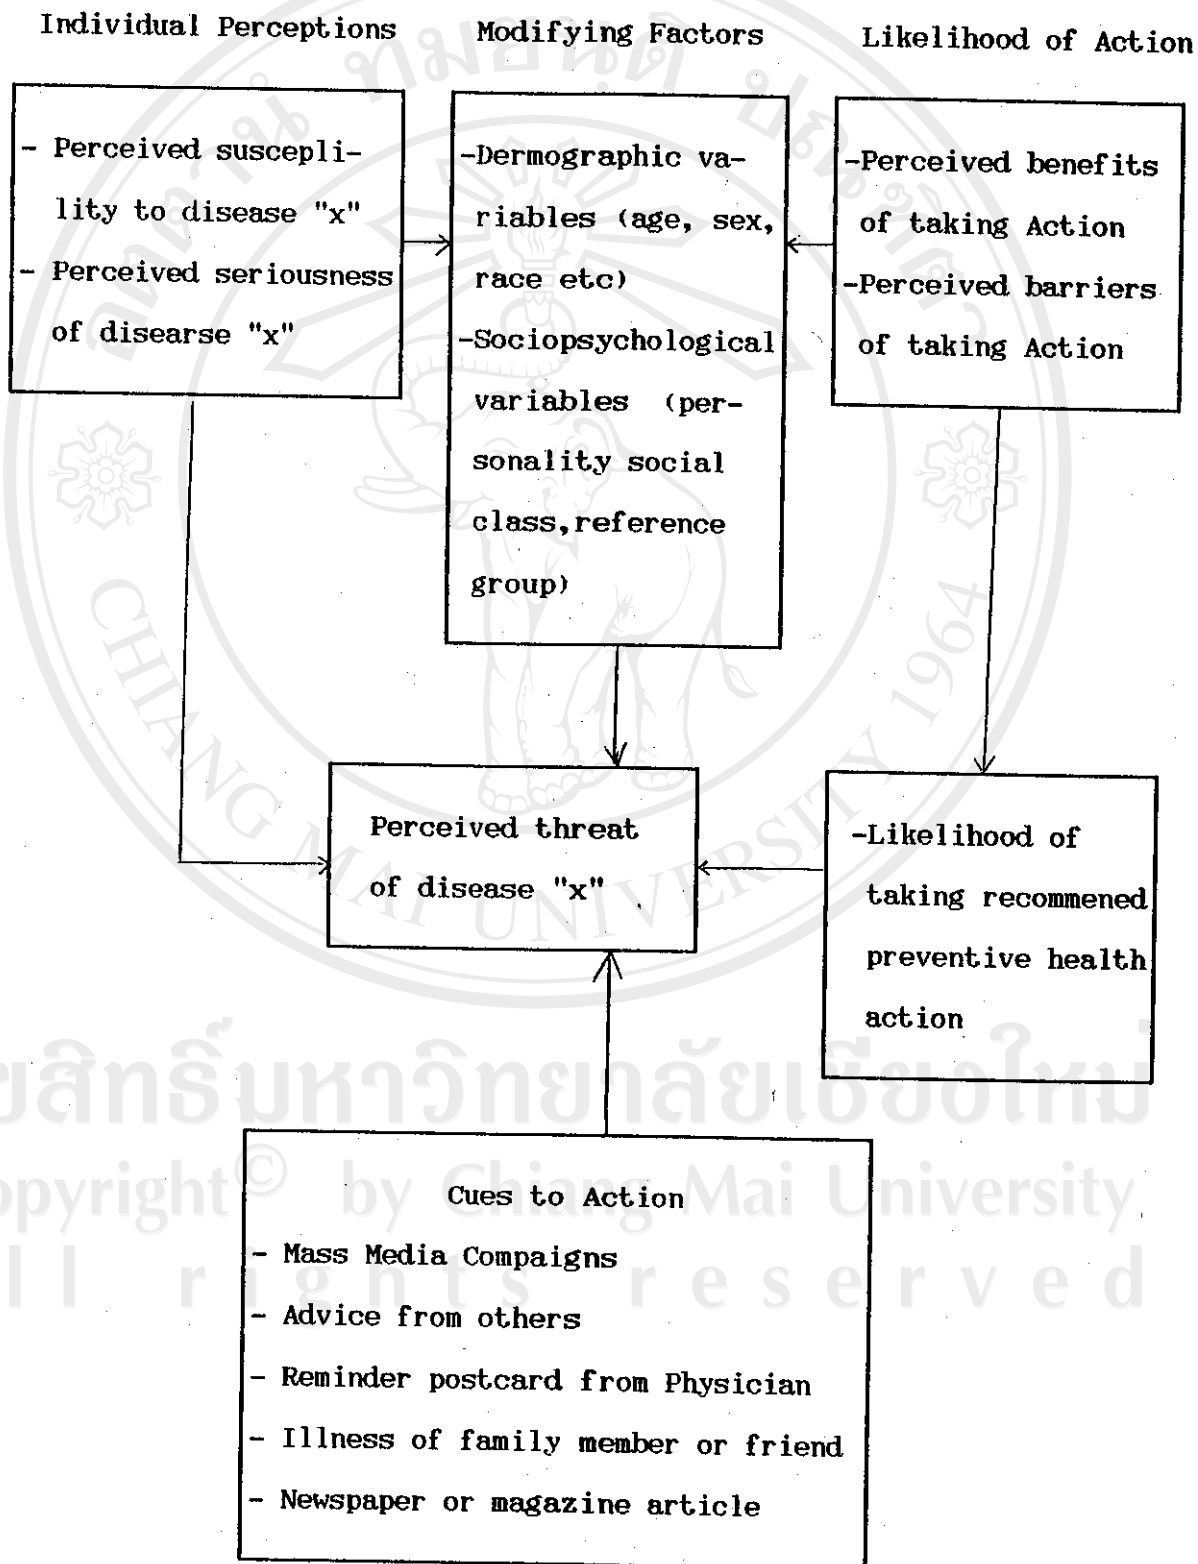 Individual Perceptions
Modifying Factors
Likelihood of Action
- Perceived suscepli-
lity to disease "x"
- Perceived seriousness
of disearse "x"
-Dermographic va-
riables (age, sex,
race etc)
-Sociopsychological
variables (per-
sonality social
class,reference
group)
-Perceived benefits
of taking Action
-Perceived barriers
of taking Action
Perceived threat
of disease "x"
-Likelihood of
taking recommened
preventive health
action
Cues to Action
- Mass Media Compaigns
- Advice from others
- Reminder postcard from Physician
- Illness of family member or friend
- Newspaper or magazine article
CHIANG MAI UNIVERSITY 1964
ยสิทธิ์มหาวิทยาลัยเชียงใหม่
opyright© by Chiang Mai University
ll rights reserved